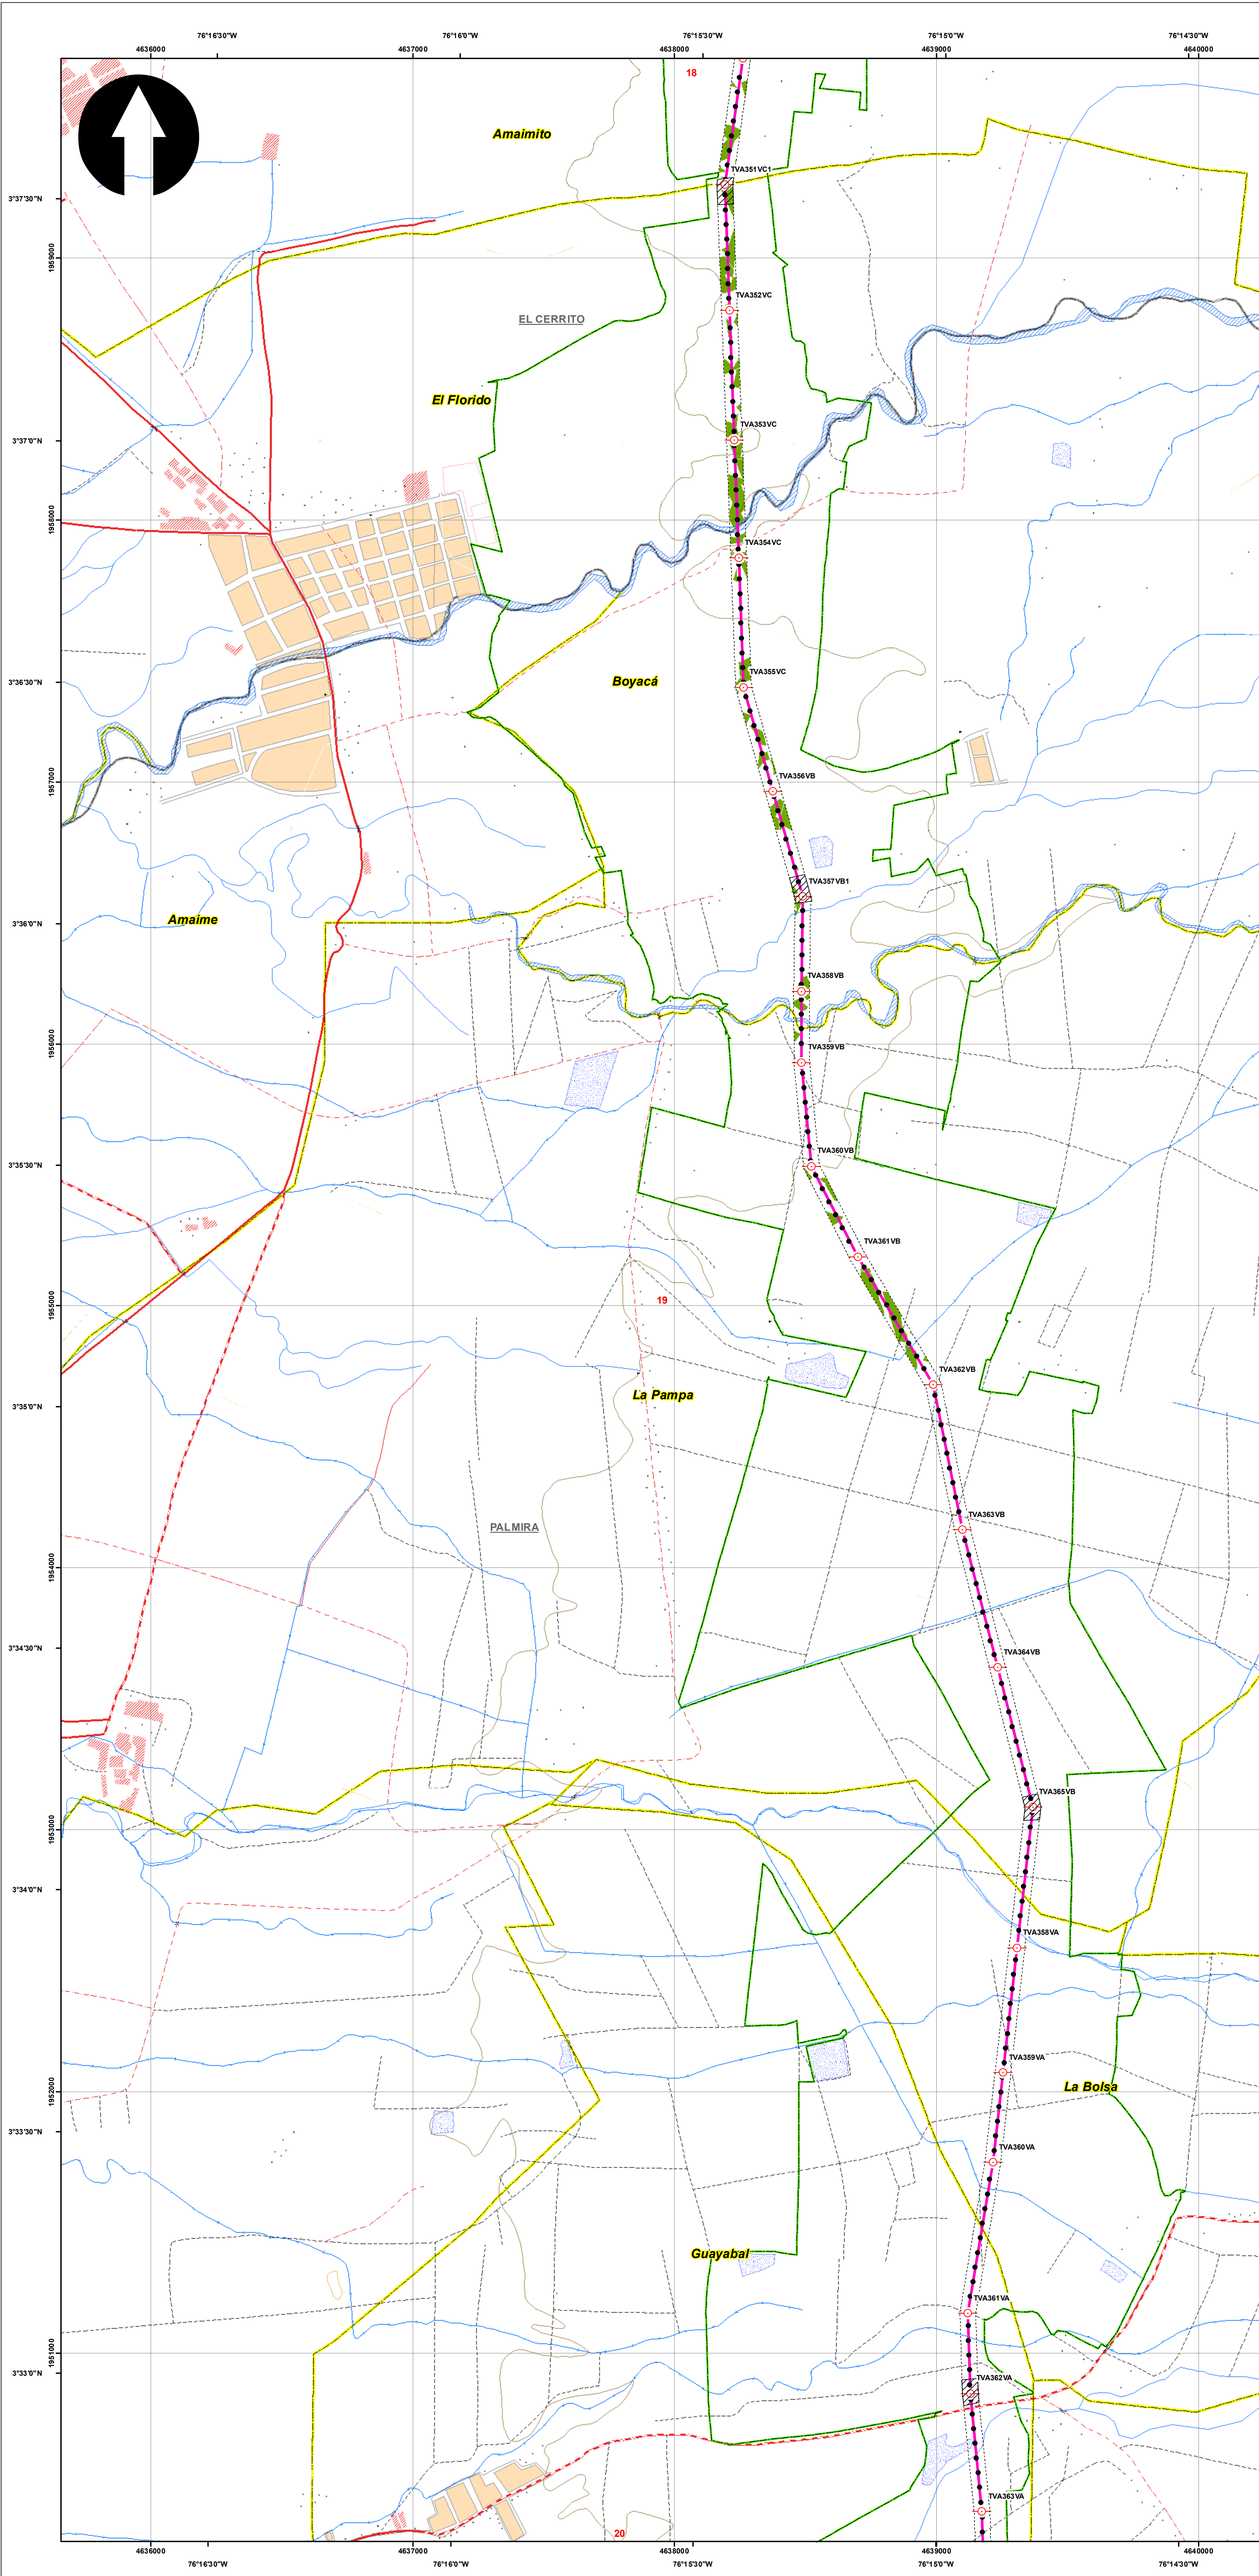 76°16'30"W 76°16'0"W 76°15'30"W 76°15'0"W 76°14'30"W
4636000 4637000 4638000 4639000 4640000
18
Amaimito
TVA351VC1
3°37'30"N
1959000
TVA352VC
EL CERRITO
El Florido
TVA353VC
3°37'0"N
1958000
TVA354VC
TVA355VC
Boyacá
3°36'30"N
TVA356VB
1957000
TVA357VB1
Amaime
3°36'0"N
TVA358VB
1956000
TVA359VB
TVA360VB
3°35'30"N
TVA361VB
19
1955000
TVA362VB
La Pampa
3°35'0"N
TVA363VB
PALMIRA
1954000
TVA364VB
3°34'30"N
TVA365VB
1953000
3°34'0"N
TVA358VA
TVA359VA
La Bolsa
1952000
3°33'30"N
TVA360VA
Guayabal
TVA361VA
1951000
3°33'0"N
TVA362VA
TVA363VA
20
4636000 4637000 4638000 4639000 4640000
76°16'30"W 76°16'0"W 76°15'30"W 76°15'0"W 76°14'30"W